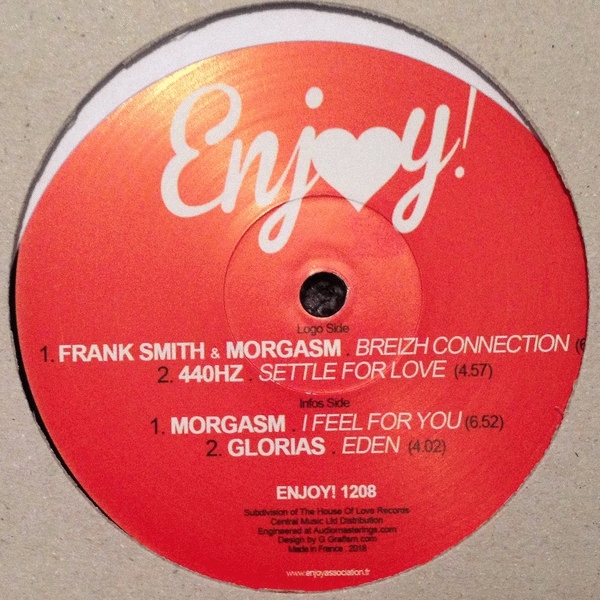 Enjoy!
Logo Side
1. FRANK SMITH & MORGASM . BREIZH CONNECTION
2. 440HZ . SETTLE FOR LOVE (4.57)
Infos Side
1. MORGASM . I FEEL FOR YOU (6.52)
2. GLORIAS . EDEN (4.02)
ENJOY! 1208
Subdivision of The House Of Love Records
Central Music Ltd Distribution
Engineered at Audiomasterings.com
Design by G Grafism.com
Made in France . 2018
www.enjoyassociation.fr